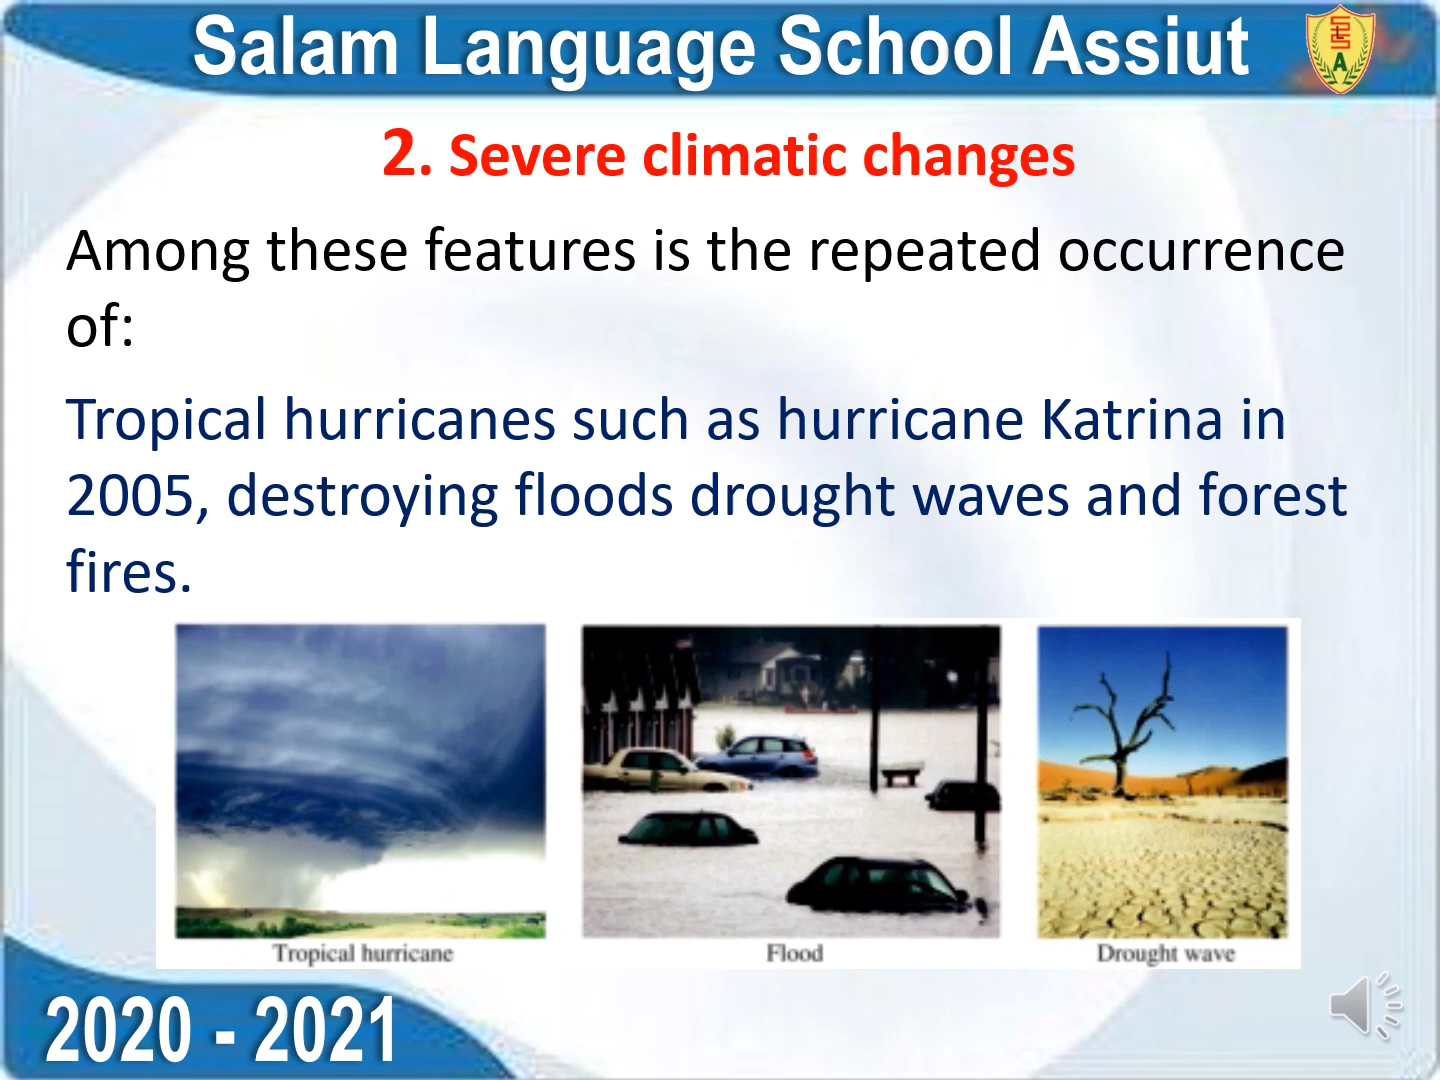 Salam Language School Assiut
2. Severe climatic changes
Among these features is the repeated occurrence
of:
Tropical hurricanes such as hurricane Katrina in
2005, destroying floods drought waves and forest
fires.
Tropical hurricane
Flood
Drought wave
2020 - 2021